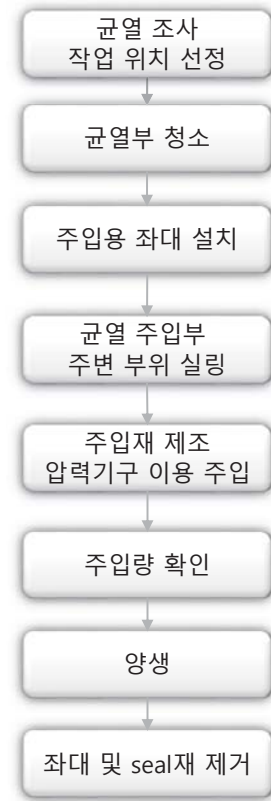 균열 조사
작업 위치 선정
균열부 청소
주입용 좌대 설치
균열 주입부
주변 부위 실링
주입재 제조
압력기구 이용 주입
주입량 확인
양생
좌대 및 seal재 제거